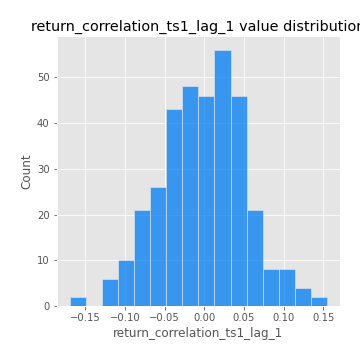 return_correlation_ts1_lag_1 value distribution
Count
50
40
30
20
10
0
−0.15 −0.10 −0.05 0.00 0.05 0.10 0.15
return_correlation_ts1_lag_1